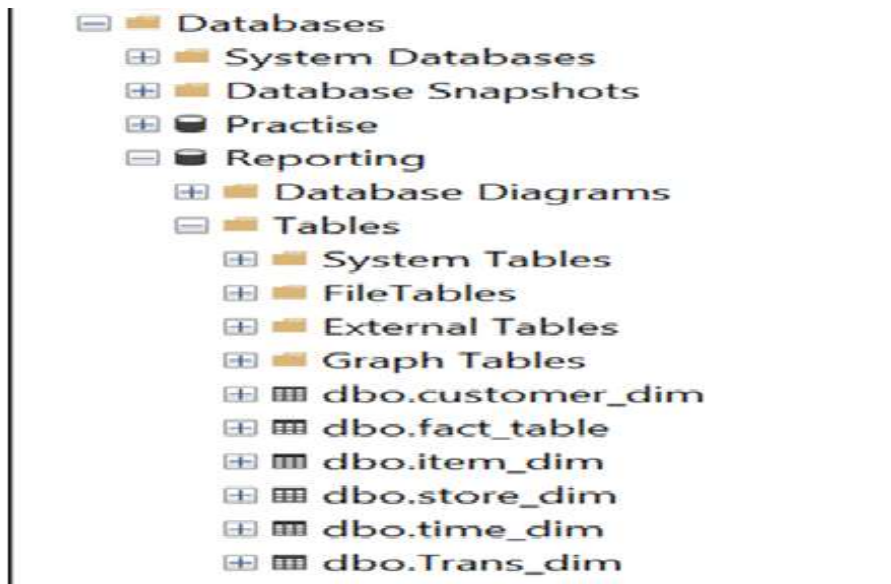 Databases
System Databases
Database Snapshots
Practise
Reporting
Database Diagrams
Tables
System Tables
FileTables
External Tables
Graph Tables
dbo.customer_dim
dbo.fact_table
dbo.item_dim
dbo.store_dim
dbo.time_dim
dbo.Trans_dim